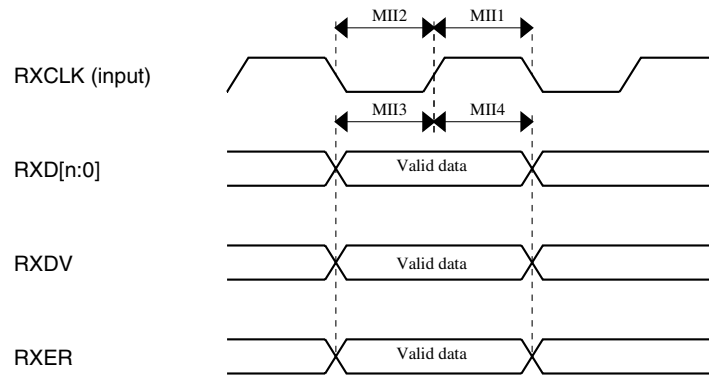 MII2 MII1
RXCLK (input)
MII3 MII4
RXD[n:0] Valid data
RXDV Valid data
RXER Valid data